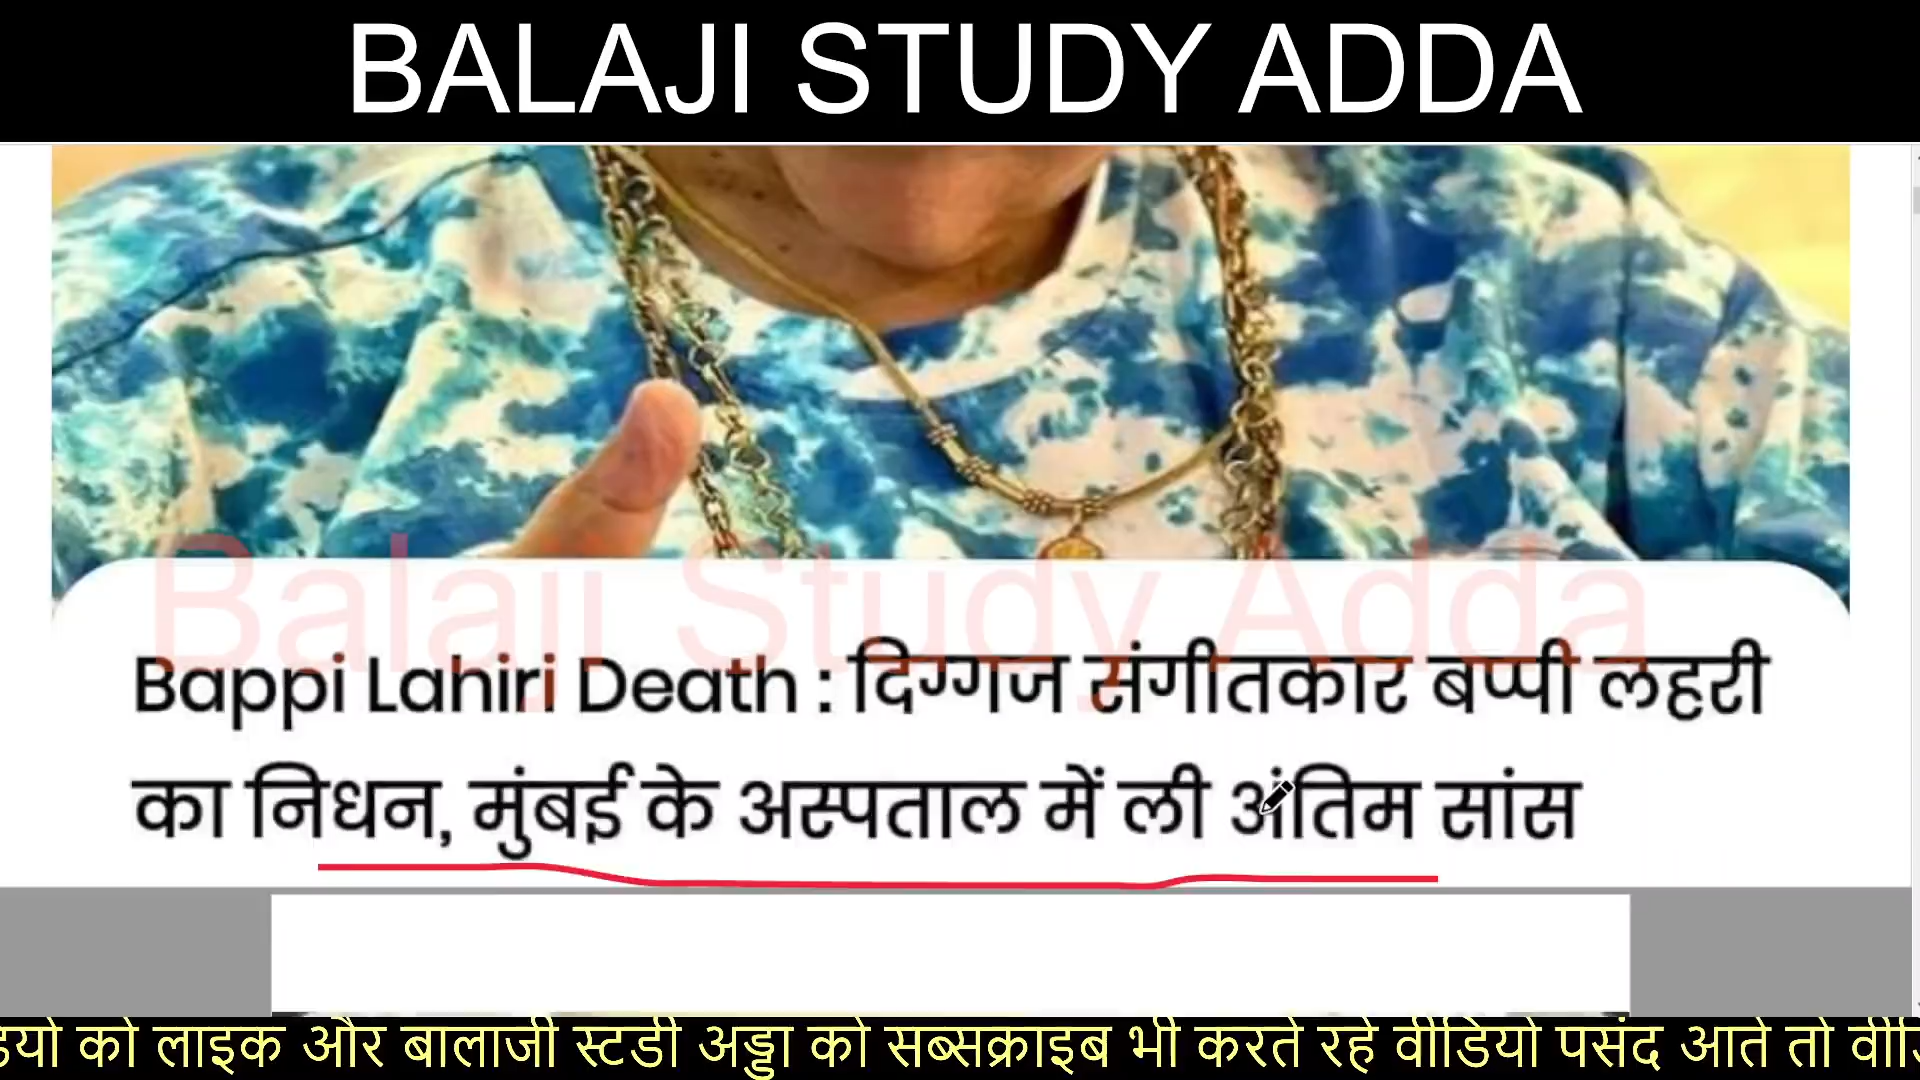 BALAJI STUDY ADDA
Balaji Study Adda
Bappi Lahiri Death : दिग्गज संगीतकार बप्पी लहरी
का निधन, मुंबई के अस्पताल में ली अंतिम सांस
को लाइक और बालाजी स्टडी अड्डा को सब्सक्राइब भी करते रहे वीडियो पसंद आते तो